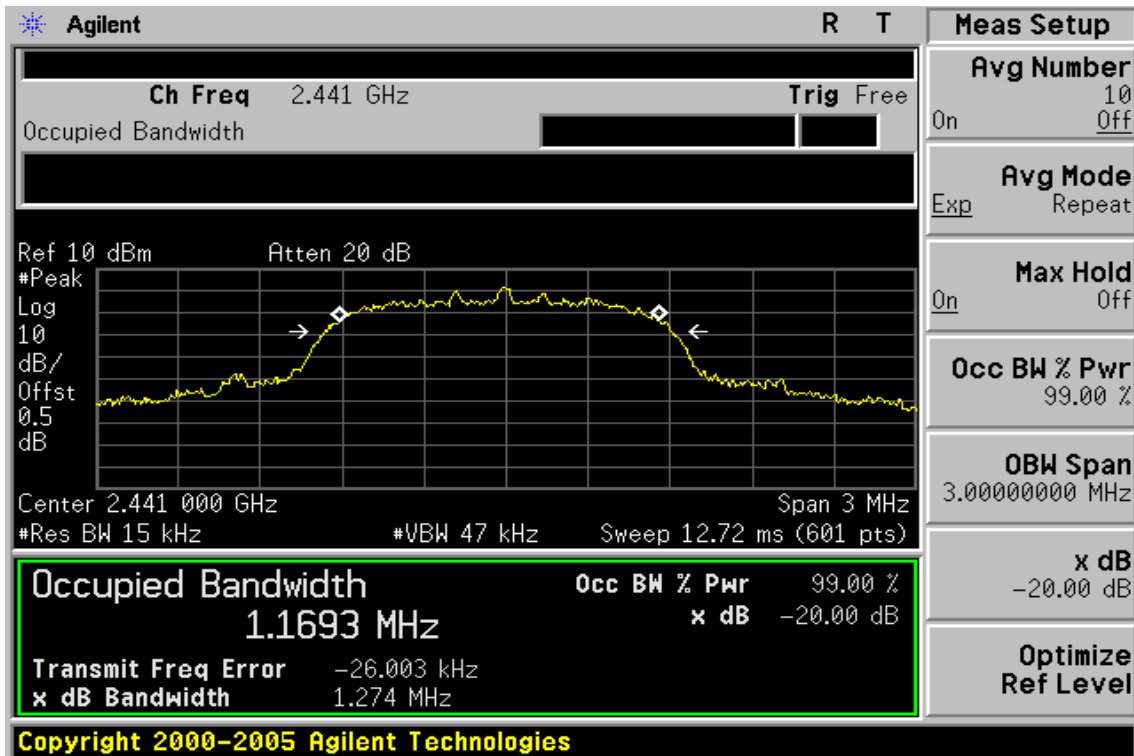 Agilent R T
Ch Freq 2.441 GHz Trig Free
Occupied Bandwidth
Ref 10 dBm Atten 20 dB
#Peak
Log
10
dB/
Offst
0.5
dB
Center 2.441 000 GHz Span 3 MHz
#Res BW 15 kHz #VBW 47 kHz Sweep 12.72 ms (601 pts)
Occupied Bandwidth Occ BW % Pwr 99.00 %
1.1693 MHz x dB -20.00 dB
Transmit Freq Error -26.003 kHz
x dB Bandwidth 1.274 MHz
Copyright 2000-2005 Agilent Technologies
Meas Setup
Avg Number
10
On Off
Avg Mode
Exp Repeat
Max Hold
On Off
Occ BW % Pwr
99.00 %
OBW Span
3.00000000 MHz
x dB
-20.00 dB
Optimize
Ref Level